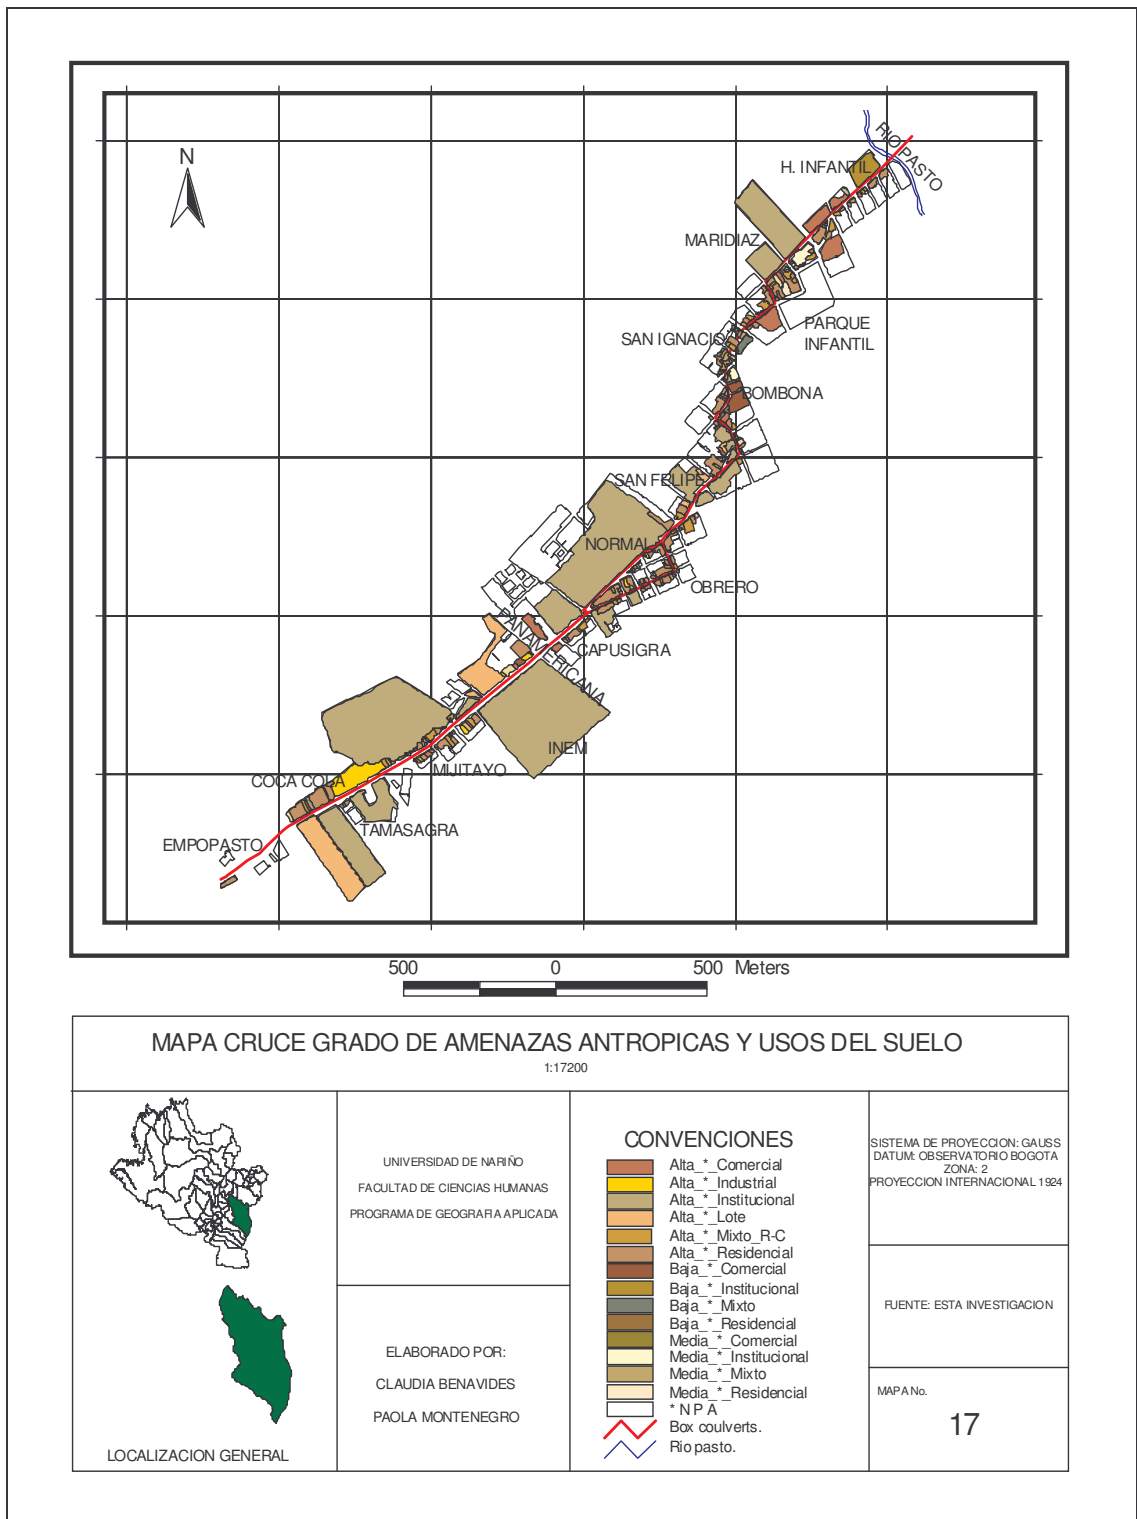 N
RIO PASTO
H. INFANTIL
MARIDIAZ
PARQUE
INFANTIL
SAN IGNACIO
BOMBONA
SAN FELIPE
NORMAL
OBRERO
PANAMERICANA
CAPUSIGRA
INEM
MIJITAYO
COCA COLA
TAMASAGRA
EMPOPASTO
500 0 500 Meters
MAPA CRUCE GRADO DE AMENAZAS ANTROPICAS Y USOS DEL SUELO
1:17200
LOCALIZACION GENERAL
UNIVERSIDAD DE NARIÑO
FACULTAD DE CIENCIAS HUMANAS
PROGRAMA DE GEOGRAFIA APLICADA
ELABORADO POR:
CLAUDIA BENAVIDES
PAOLA MONTENEGRO
CONVENCIONES
Alta_*_Comercial
Alta_*_Industrial
Alta_*_Institucional
Alta_*_Lote
Alta_*_Mixto_R-C
Alta_*_Residencial
Baja_*_Comercial
Baja_*_Institucional
Baja_*_Mixto
Baja_*_Residencial
Media_*_Comercial
Media_*_Institucional
Media_*_Mixto
Media_*_Residencial
* N P A
Box coulverts.
Rio pasto.
SISTEMA DE PROYECCION: GAUSS
DATUM: OBSERVATORIO BOGOTA
ZONA: 2
PROYECCION INTERNACIONAL 1924
FUENTE: ESTA INVESTIGACION
MAPA No.
17